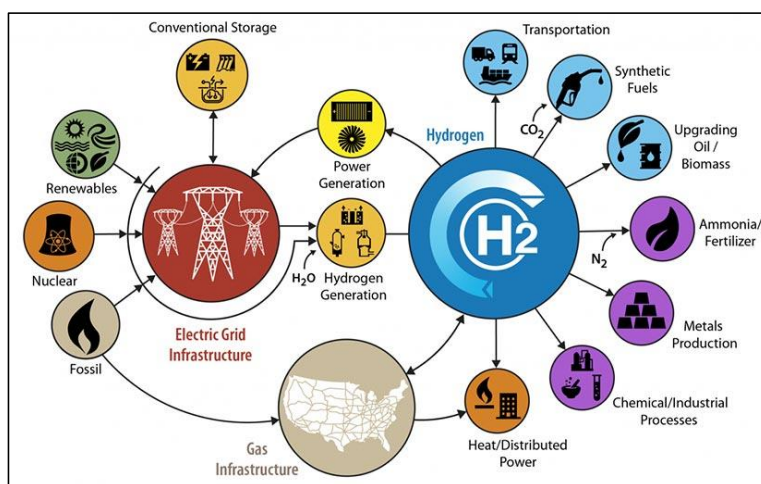 Conventional Storage
Transportation
Synthetic
Fuels
CO2
Hydrogen
Upgrading
Oil /
Biomass
Renewables
Power
Generation
H2
Ammonia/
Fertilizer
N2
Nuclear
H2O
Hydrogen
Generation
Electric Grid
Infrastructure
Metals
Production
Fossil
Chemical/Industrial
Processes
Gas
Infrastructure
Heat/Distributed
Power